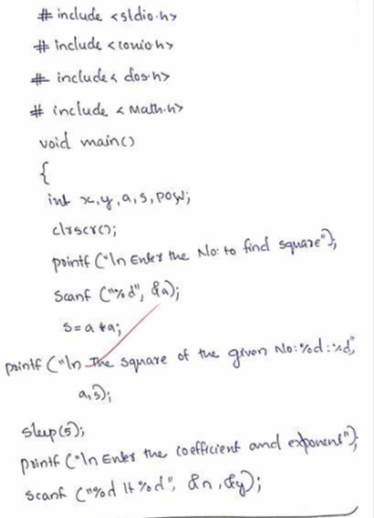 # include <stdio.h>
# include <conio.h>
# include< dos.h>
# include < Math.h>
void main()
{
int x,y,a,s,pow;
clrscr();
printf ("\n Enter the No: to find square");
scanf ("%d", &a);
s=a*a;
printf ("\n The square of the given No:%d:%d",
a,s);
sleep(5);
printf ("\n Enter the coefficient and exponent");
scanf ("%d \t %d", &n, &y);